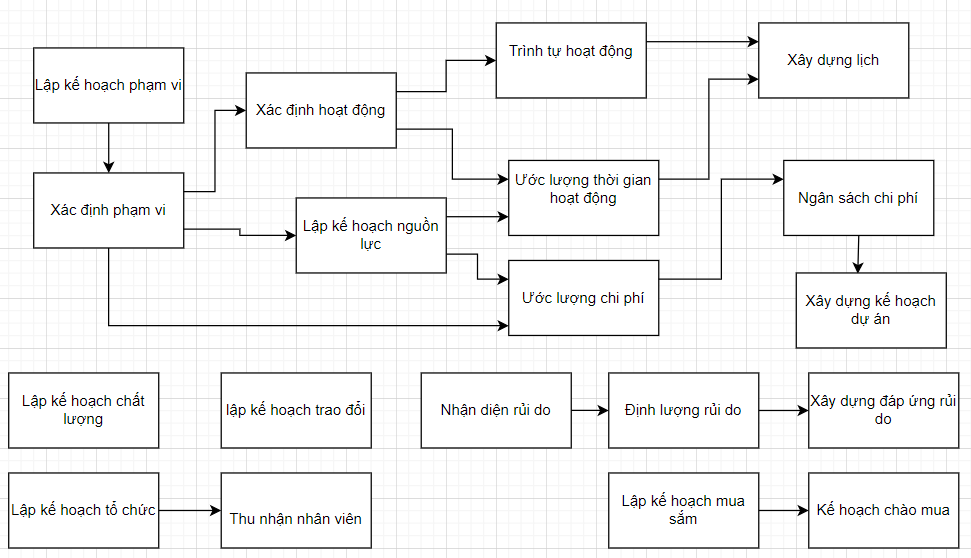 Trình tự hoạt động
Xây dựng lịch
Lập kế hoạch phạm vi
Xác định hoạt động
Ước lượng thời gian
hoạt động
Ngân sách chi phí
Xác định phạm vi
Lập kế hoạch nguồn
lực
Ước lượng chi phí
Xây dựng kế hoạch
dự án
Lập kế hoạch chất
lượng
lập kế hoạch trao đổi
Nhận diện rủi do
Định lượng rủi do
Xây dựng đáp ứng rủi
do
Lập kế hoạch tổ chức
Thu nhận nhân viên
Lập kế hoạch mua
sắm
Kế hoạch chào mua